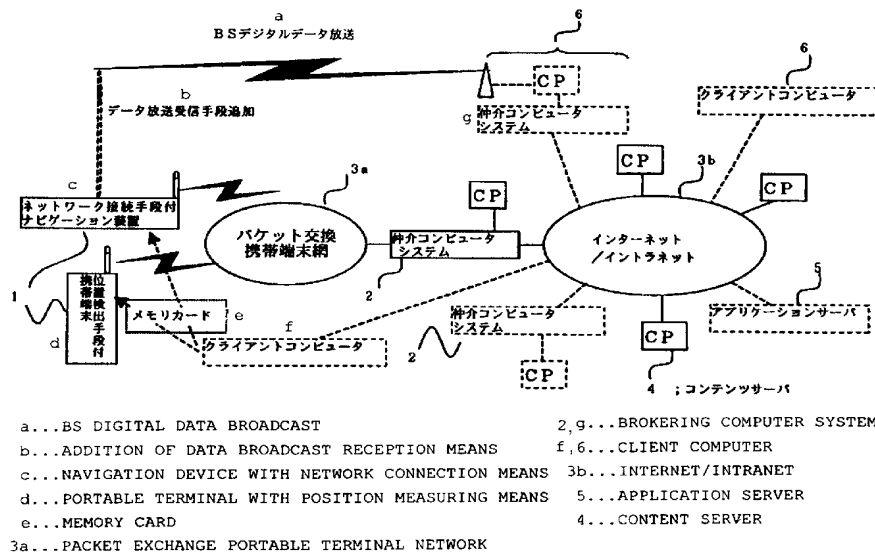 a
BSデジタルデータ放送
6
b
データ放送受信手段追加
CP
6
クライアントコンピュータ
g 仲介コンピュータ
システム
c
3a
3b
ネットワーク接続手段付
ナビゲーション装置
CP
CP
CP
パケット交換
携帯端末網
仲介コンピュータ
システム
インターネット
/イントラネット
1
2
5
位置検出手段付
携帯端末
メモリカード
e
f
仲介コンピュータ
システム
アプリケーションサーバ
d
クライアントコンピュータ
2
CP
CP
4 ;コンテンツサーバ
a...BS DIGITAL DATA BROADCAST
b...ADDITION OF DATA BROADCAST RECEPTION MEANS
c...NAVIGATION DEVICE WITH NETWORK CONNECTION MEANS
d...PORTABLE TERMINAL WITH POSITION MEASURING MEANS
e...MEMORY CARD
3a...PACKET EXCHANGE PORTABLE TERMINAL NETWORK
2,g...BROKERING COMPUTER SYSTEM
f,6...CLIENT COMPUTER
3b...INTERNET/INTRANET
5...APPLICATION SERVER
4...CONTENT SERVER